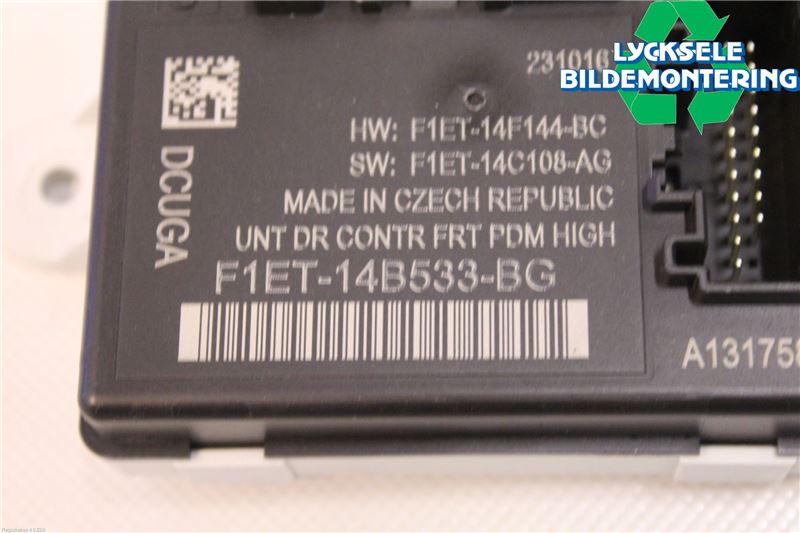 LYCKSELE
BILDEMONTERING
231016
HW: F1ET-14F144-BC
SW: F1ET-14C108-AG
MADE IN CZECH REPUBLIC
UNT DR CONTR FRT PDM HIGH
F1ET-14B533-BG
DCUGA
A131758